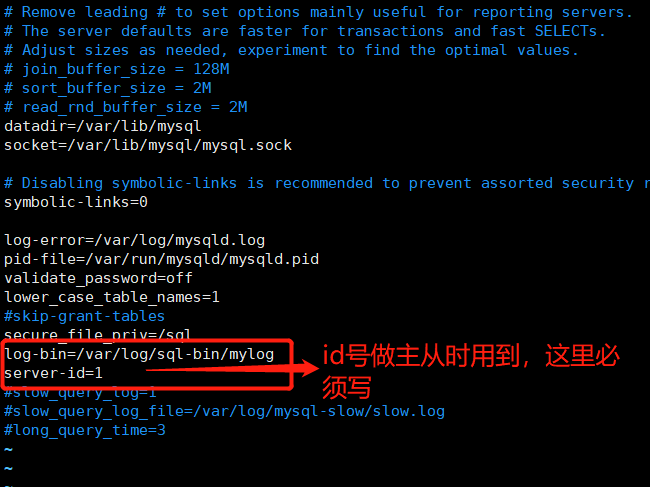 # Remove leading # to set options mainly useful for reporting servers.
# The server defaults are faster for transactions and fast SELECTs.
# Adjust sizes as needed, experiment to find the optimal values.
# join_buffer_size = 128M
# sort_buffer_size = 2M
# read_rnd_buffer_size = 2M
datadir=/var/lib/mysql
socket=/var/lib/mysql/mysql.sock
# Disabling symbolic-links is recommended to prevent assorted security r
symbolic-links=0
log-error=/var/log/mysqld.log
pid-file=/var/run/mysqld/mysqld.pid
validate_password=off
lower_case_table_names=1
#skip-grant-tables
secure_file_priv=/sql
log-bin=/var/log/sql-bin/mylog
server-id=1
id号做主从时用到，这里必
须写
#slow_query_log=1
#slow_query_log_file=/var/log/mysql-slow/slow.log
#long_query_time=3
~
~
~